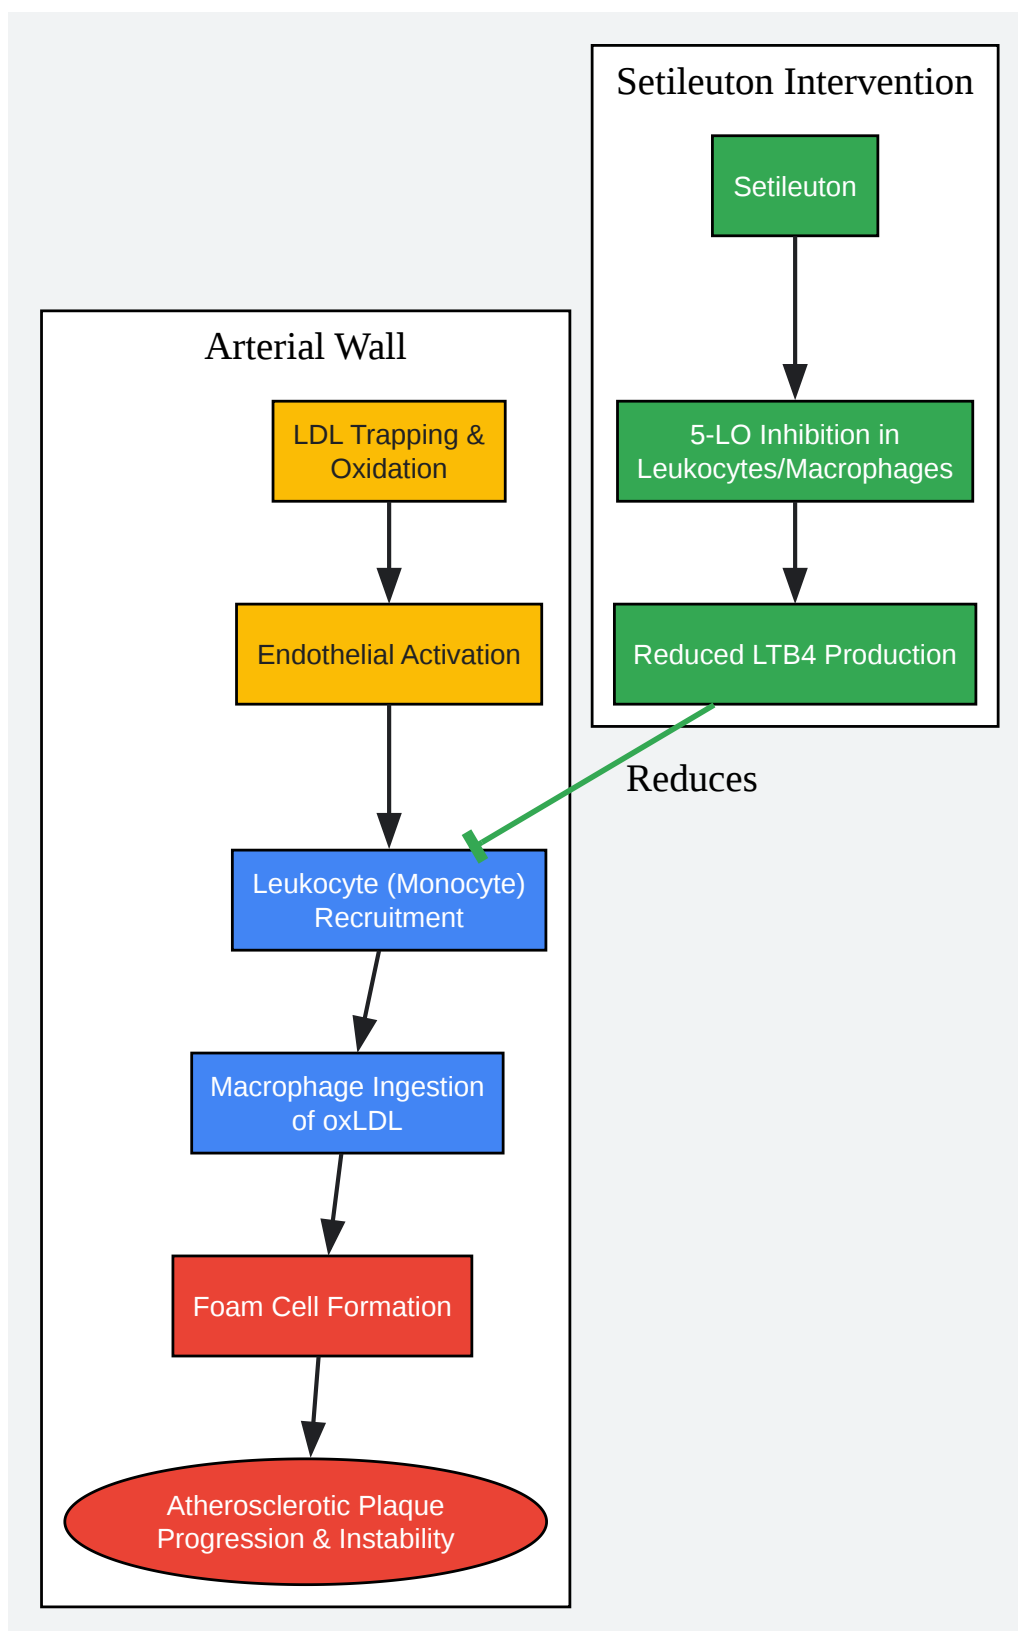 Setileuton Intervention
Setileuton
5-LO Inhibition in
Leukocytes/Macrophages
Reduced LTB4 Production
Reduces
Arterial Wall
LDL Trapping &
Oxidation
Endothelial Activation
Leukocyte (Monocyte)
Recruitment
Macrophage Ingestion
of oxLDL
Foam Cell Formation
Atherosclerotic Plaque
Progression & Instability